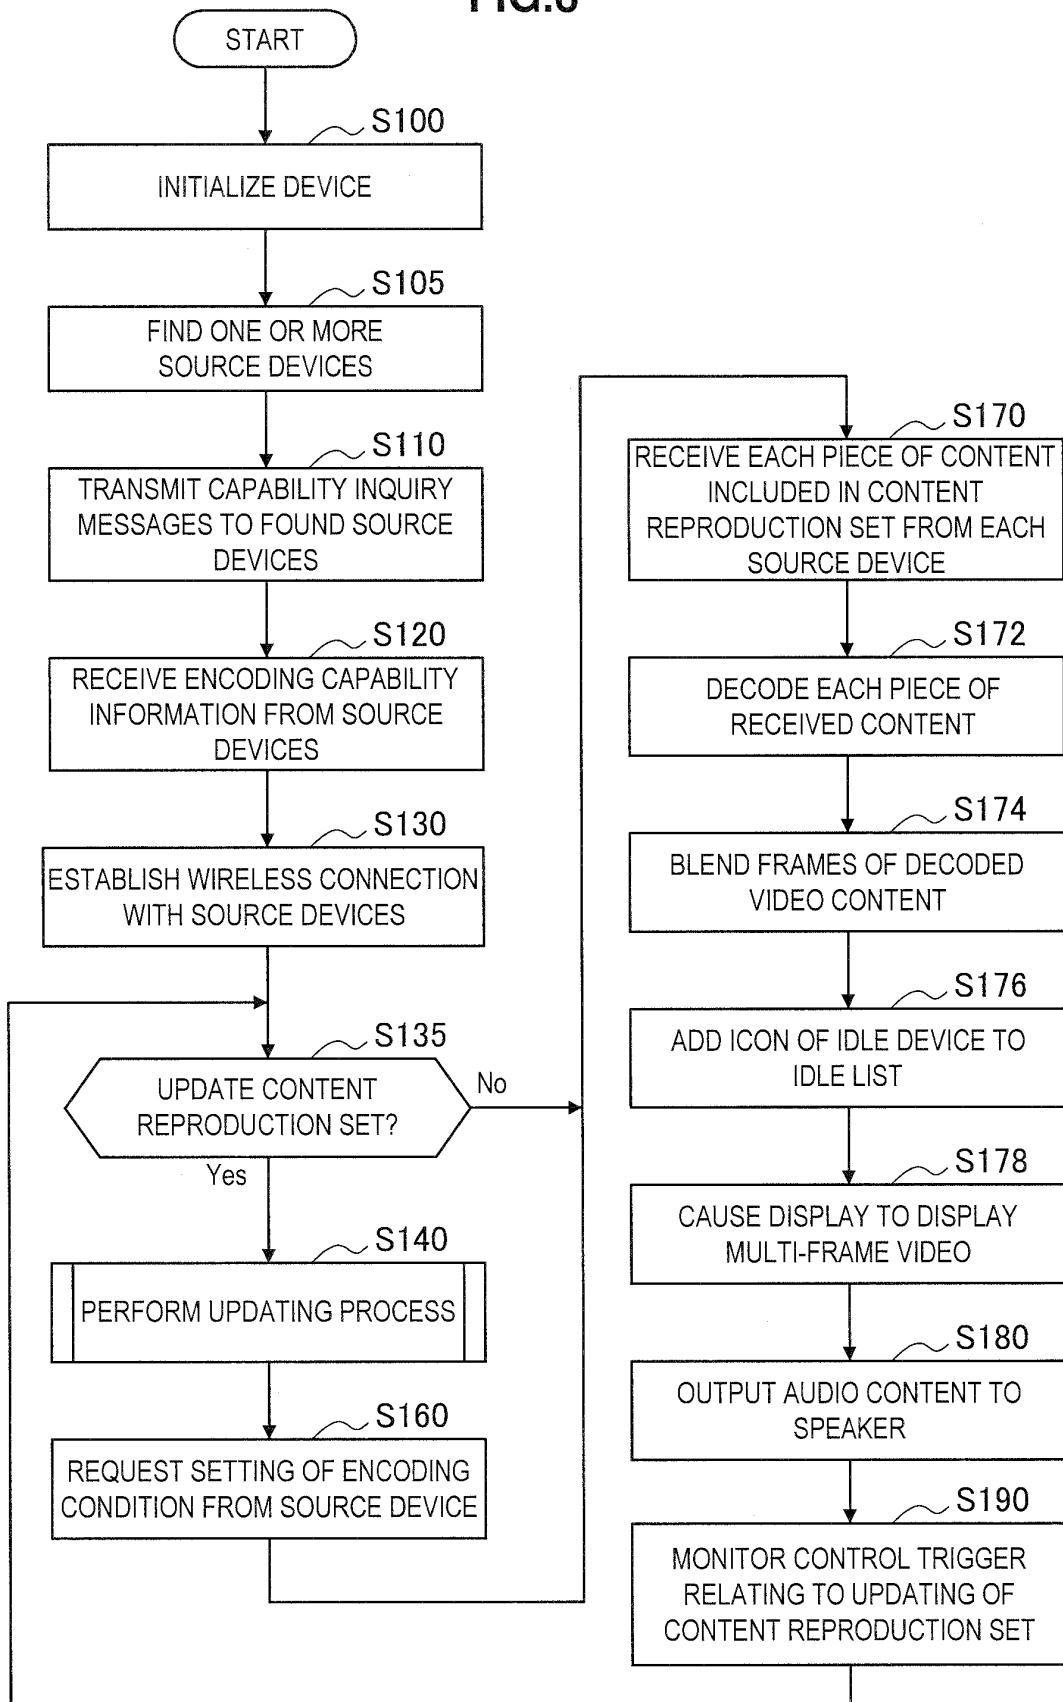 START
S100
INITIALIZE DEVICE
S105
FIND ONE OR MORE
SOURCE DEVICES
S110
TRANSMIT CAPABILITY INQUIRY
MESSAGES TO FOUND SOURCE
DEVICES
S120
RECEIVE ENCODING CAPABILITY
INFORMATION FROM SOURCE
DEVICES
S130
ESTABLISH WIRELESS CONNECTION
WITH SOURCE DEVICES
S135
UPDATE CONTENT
REPRODUCTION SET?
No
Yes
S140
PERFORM UPDATING PROCESS
S160
REQUEST SETTING OF ENCODING
CONDITION FROM SOURCE DEVICE
S170
RECEIVE EACH PIECE OF CONTENT
INCLUDED IN CONTENT
REPRODUCTION SET FROM EACH
SOURCE DEVICE
S172
DECODE EACH PIECE OF
RECEIVED CONTENT
S174
BLEND FRAMES OF DECODED
VIDEO CONTENT
S176
ADD ICON OF IDLE DEVICE TO
IDLE LIST
S178
CAUSE DISPLAY TO DISPLAY
MULTI-FRAME VIDEO
S180
OUTPUT AUDIO CONTENT TO
SPEAKER
S190
MONITOR CONTROL TRIGGER
RELATING TO UPDATING OF
CONTENT REPRODUCTION SET